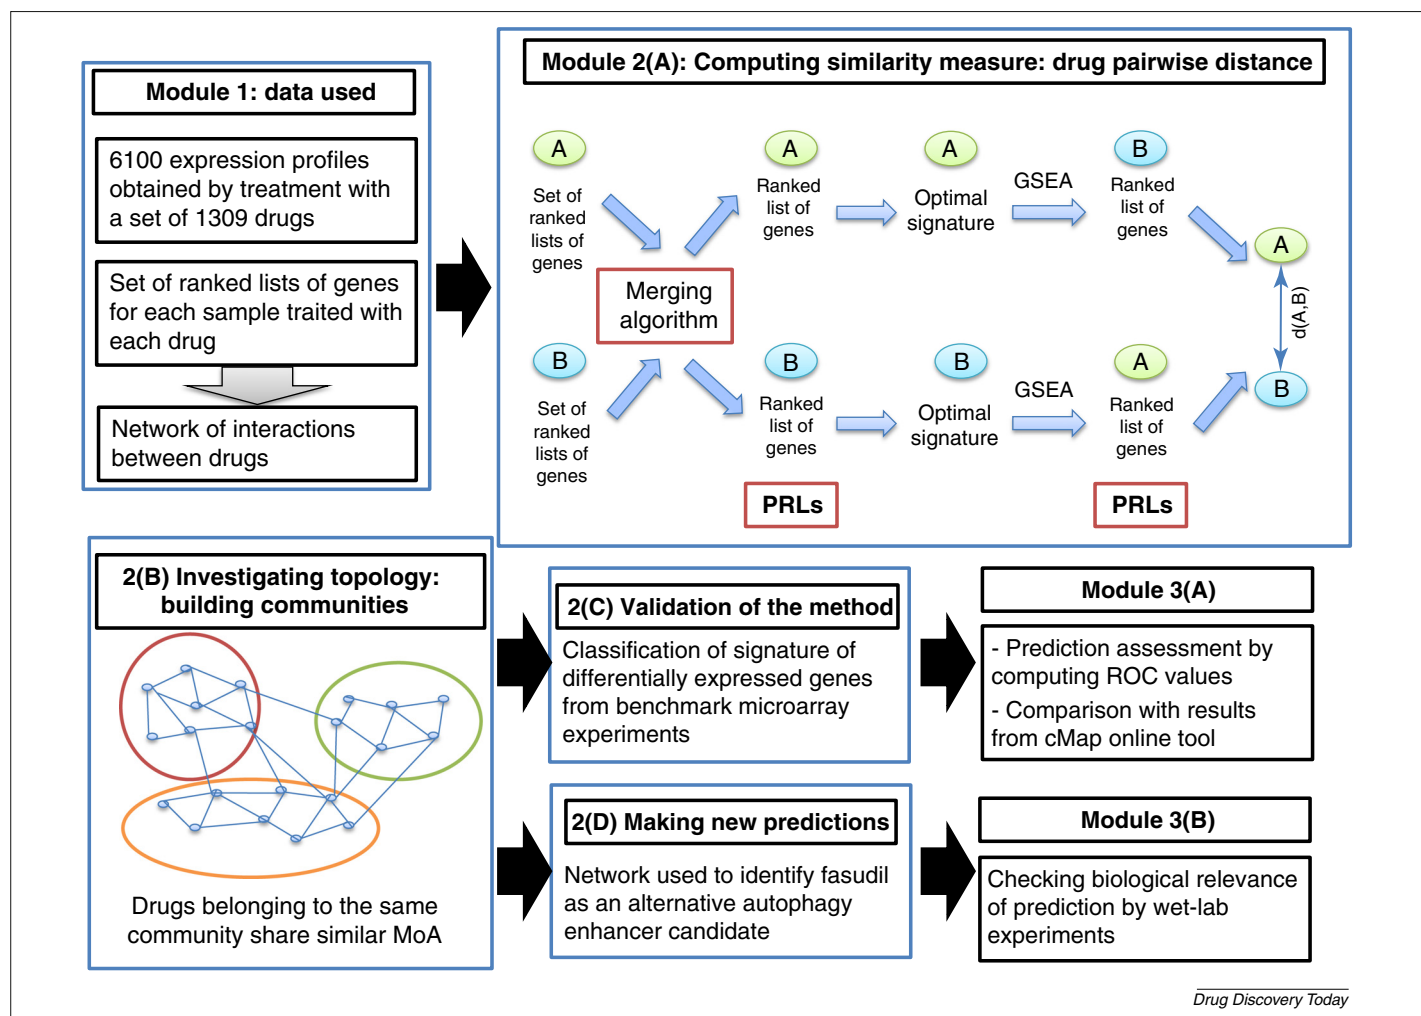 Module 1: data used
6100 expression profiles
obtained by treatment with
a set of 1309 drugs
Set of ranked lists of genes
for each sample traited with
each drug
Network of interactions
between drugs
Module 2(A): Computing similarity measure: drug pairwise distance
A
Set of
ranked
lists of
genes
A
Ranked
list of
genes
A
Optimal
signature
GSEA
B
Ranked
list of
genes
Merging
algorithm
A
d(A,B)
B
B
Set of
ranked
lists of
genes
B
Ranked
list of
genes
B
Optimal
signature
GSEA
A
Ranked
list of
genes
PRLs
PRLs
2(B) Investigating topology:
building communities
Drugs belonging to the same
community share similar MoA
2(C) Validation of the method
Classification of signature of
differentially expressed genes
from benchmark microarray
experiments
Module 3(A)
- Prediction assessment by
computing ROC values
- Comparison with results
from cMap online tool
2(D) Making new predictions
Network used to identify fasudil
as an alternative autophagy
enhancer candidate
Module 3(B)
Checking biological relevance
of prediction by wet-lab
experiments
Drug Discovery Today